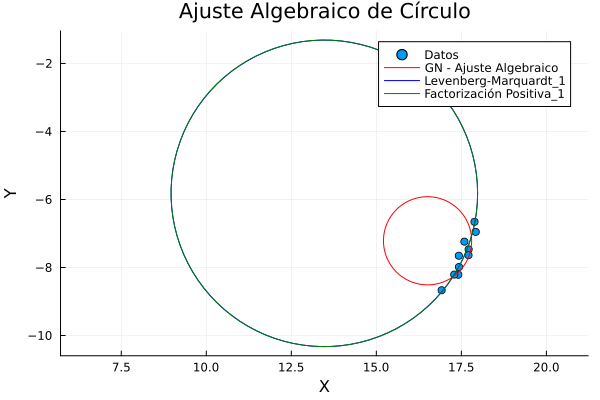 Ajuste Algebraico de Círculo
Datos
GN - Ajuste Algebraico
Levenberg-Marquardt_1
Factorización Positiva_1
−2
−4
−6
−8
−10
Y
7.5
10.0
12.5
15.0
17.5
20.0
X